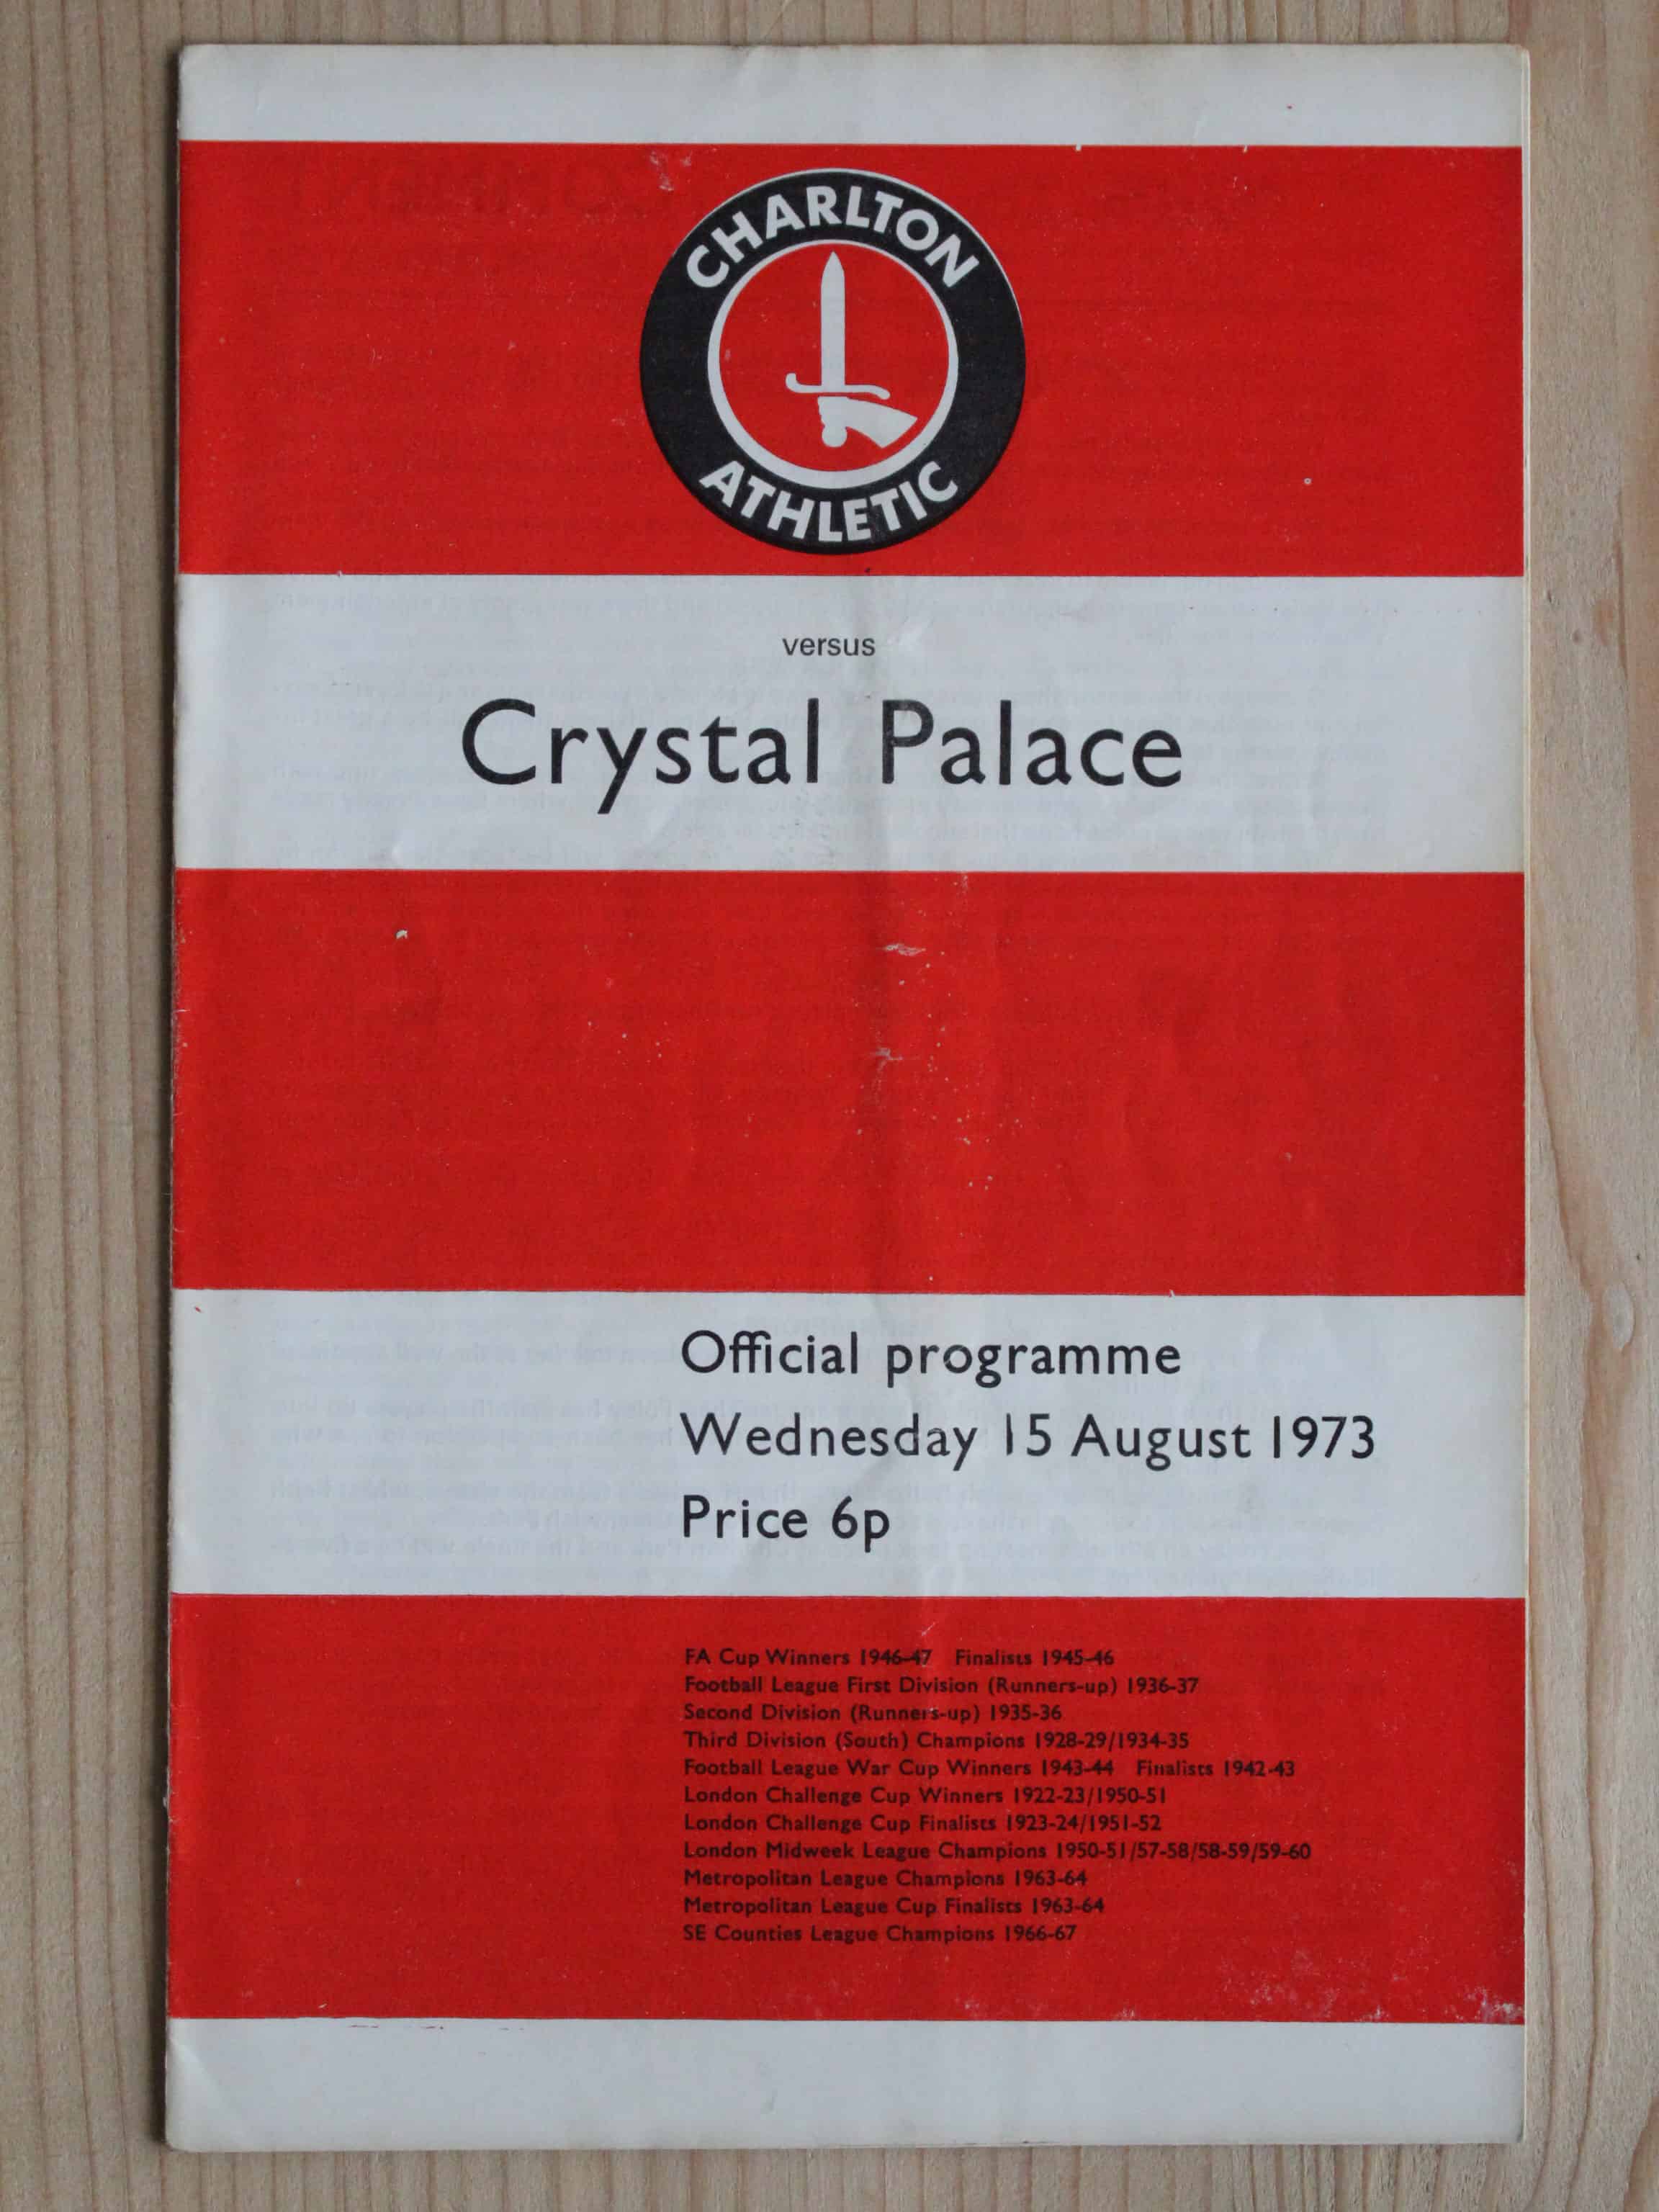 CHARLTON
ATHLETIC
versus
Crystal Palace
Official programme
Wednesday 15 August 1973
Price 6p
FA Cup Winners 1946-47 Finalists 1945-46
Football League First Division (Runners-up) 1936-37
Second Division (Runners-up) 1935-36
Third Division (South) Champions 1928-29/1934-35
Football League War Cup Winners 1943-44 Finalists 1942-43
London Challenge Cup Winners 1922-23/1950-51
London Challenge Cup Finalists 1923-24/1951-52
London Midweek League Champions 1950-51/57-58/58-59/59-60
Metropolitan League Champions 1963-64
Metropolitan League Cup Finalists 1963-64
SE Counties League Champions 1966-67